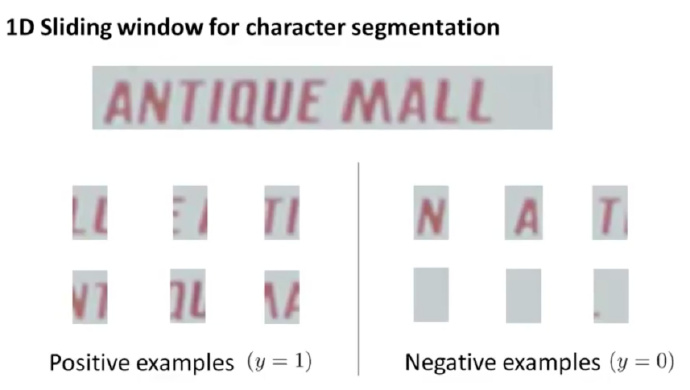 1D Sliding window for character segmentation
ANTIQUE MALL
LL E A TI N A T
NT QU MA
Positive examples (y = 1) Negative examples (y = 0)